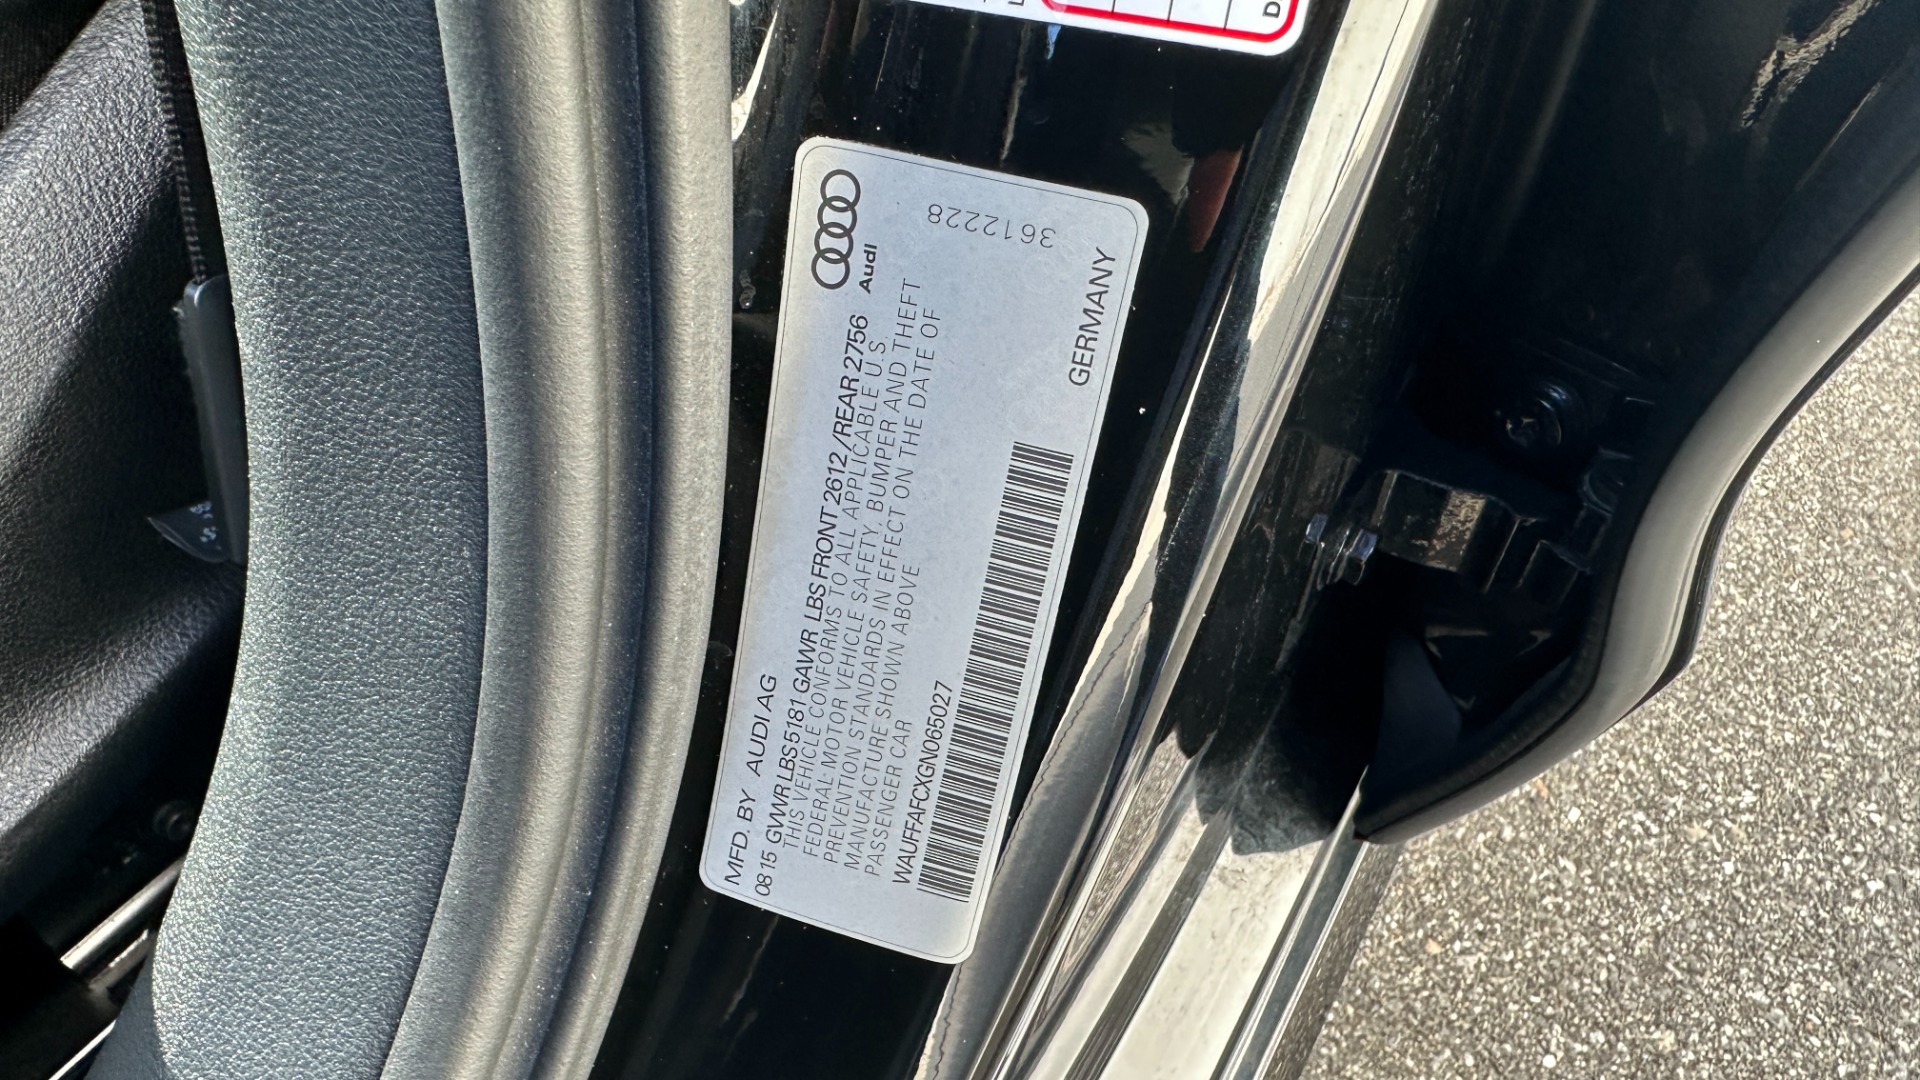 Audi
MFD. BY AUDI AG
08 15 GVWR LBS 5181 GAWR LBS FRONT 2612/REAR 2756
THIS VEHICLE CONFORMS TO ALL APPLICABLE U.S.
FEDERAL: MOTOR VEHICLE SAFETY, BUMPER AND THEFT
PREVENTION STANDARDS IN EFFECT ON THE DATE OF
MANUFACTURE SHOWN ABOVE
PASSENGER CAR
WAUFFAFCXGN065027
GERMANY
3612228